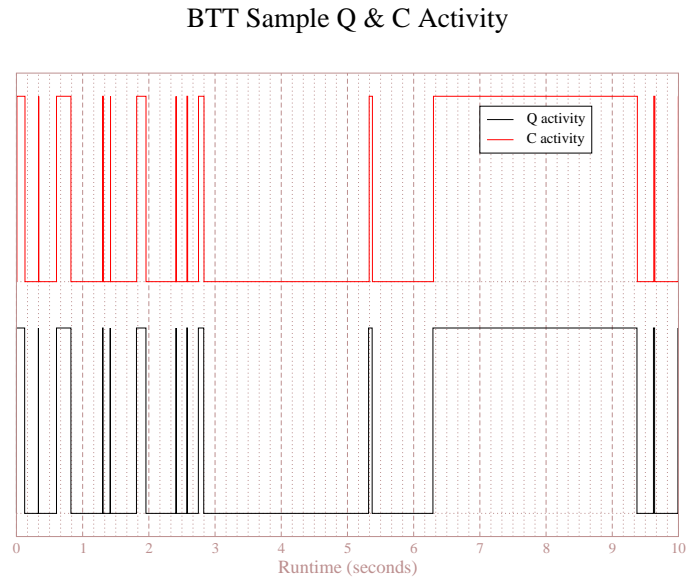 BTT Sample Q & C Activity
Q activity
C activity
0 1 2 3 4 5 6 7 8 9 10
Runtime (seconds)